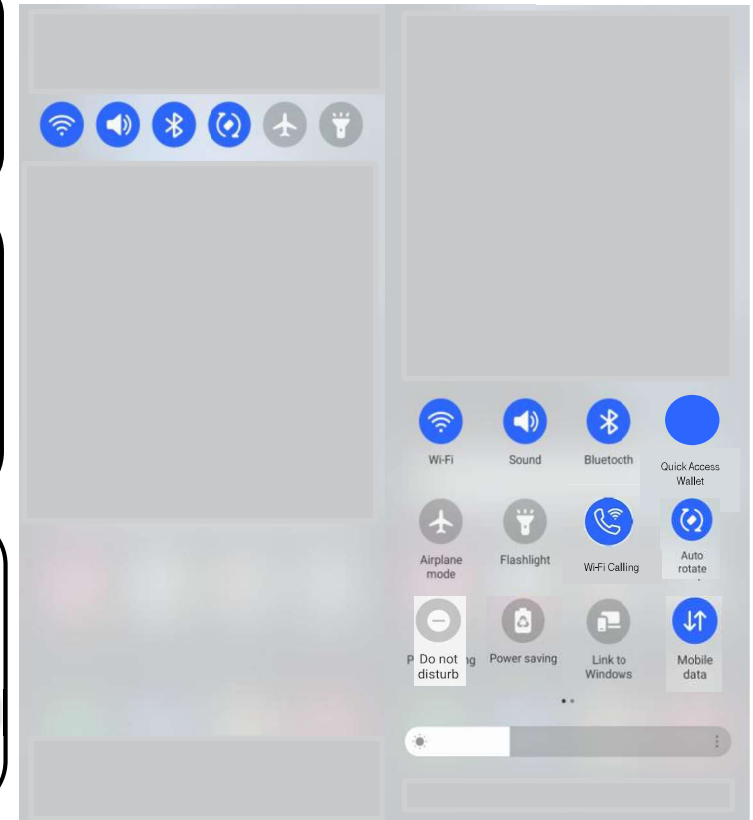 Wi-Fi
Sound
Bluetooth
Quick Access
Wallet
Airplane
mode
Flashlight
Wi-Fi Calling
Auto
rotate
Do not
disturb
Power saving
Link to
Windows
Mobile
data